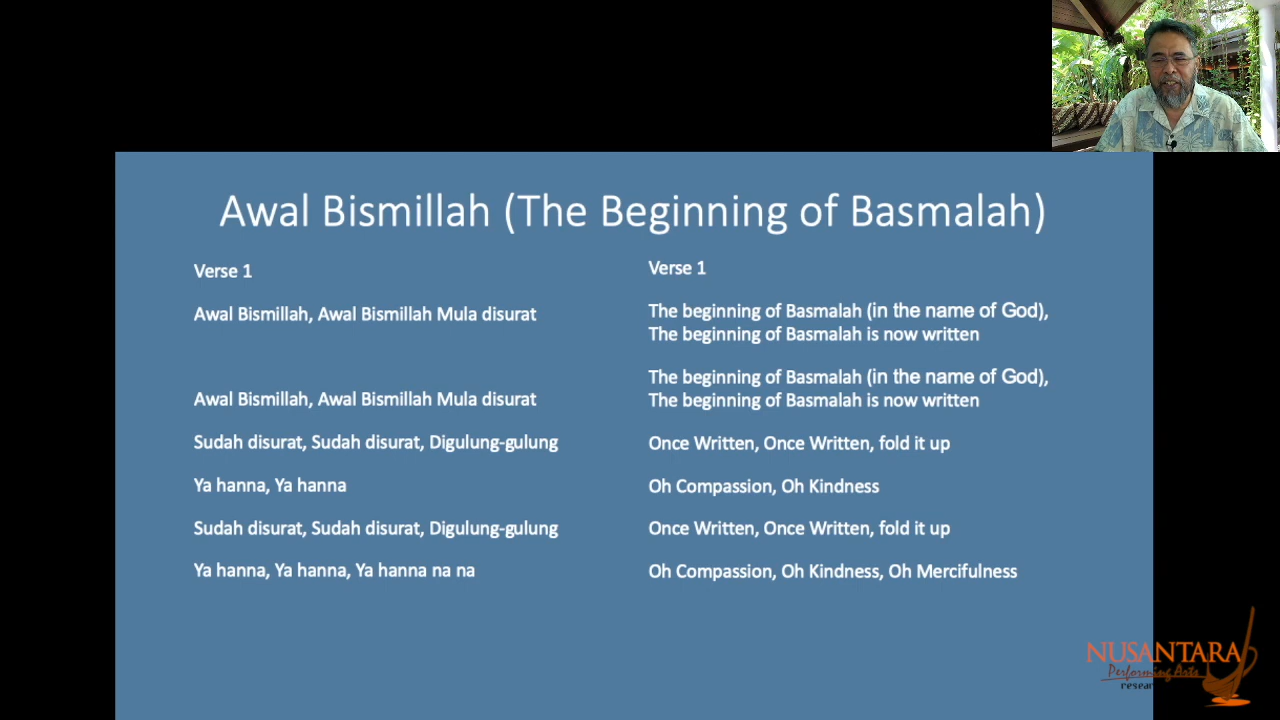 Awal Bismillah (The Beginning of Basmalah)
Verse 1
Awal Bismillah, Awal Bismillah Mula disurat
Awal Bismillah, Awal Bismillah Mula disurat
Sudah disurat, Sudah disurat, Digulung-gulung
Ya hanna, Ya hanna
Sudah disurat, Sudah disurat, Digulung-gulung
Ya hanna, Ya hanna, Ya hanna na na
Verse 1
The beginning of Basmalah (in the name of God),
The beginning of Basmalah is now written
The beginning of Basmalah (in the name of God),
The beginning of Basmalah is now written
Once Written, Once Written, fold it up
Oh Compassion, Oh Kindness
Once Written, Once Written, fold it up
Oh Compassion, Oh Kindness, Oh Mercifulness
NUSANTARA
Performing Arts